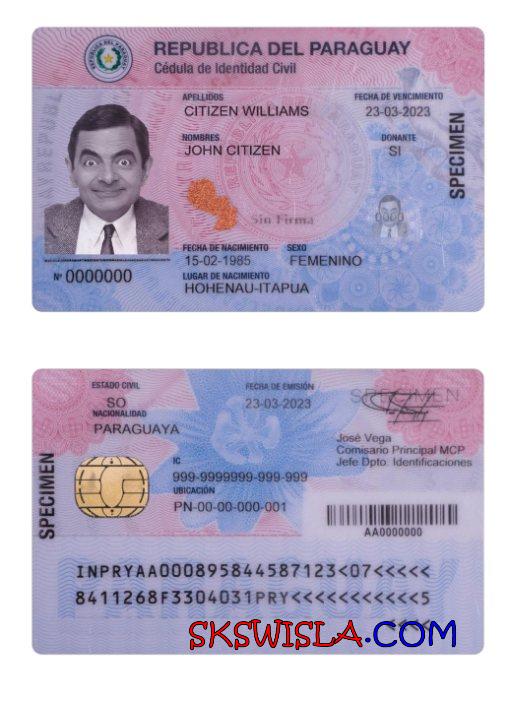 REPUBLICA DEL PARAGUAY
REPUBLICA DEL PARAGUAY
Cédula de Identidad Civil
APELLIDOS
CITIZEN WILLIAMS
FECHA DE VENCIMIENTO
23-03-2023
NOMBRES
JOHN CITIZEN
DONANTE
SI
SPECIMEN
Sin Firma
FECHA DE NACIMIENTO SEXO
15-02-1985 FEMENINO
Nº 0000000
LUGAR DE NACIMIENTO
HOHENAU-ITAPUA
ESTADO CIVIL
SO
FECHA DE EMISIÓN
23-03-2023
SPECIMEN
NACIONALIDAD
PARAGUAYA
José Vega
Comisario Principal MCP
Jefe Dpto. Identificaciones
IC
999-9999999-999-999
UBICACIÓN
PN-00-00-000-001
AA0000000
SPECIMEN
INPRYAA000895844587123<07<<<<<
8411268F3304031PRY<<<<<<<<<<<5
<<<<
SKSWISLA.COM